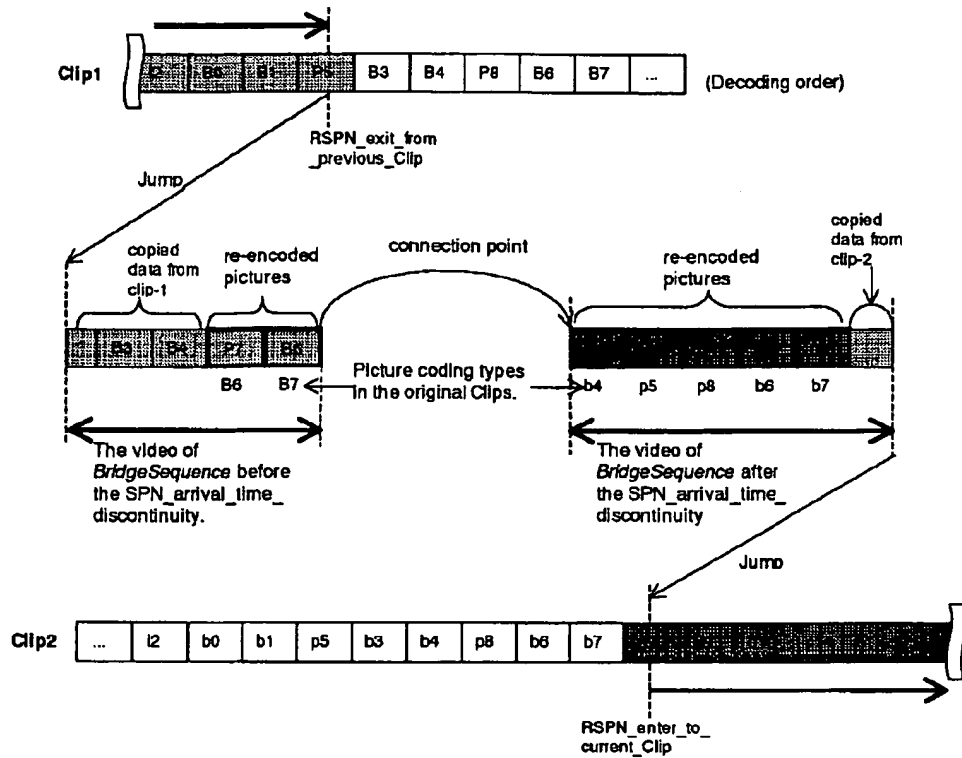 Clip1
B0 B1 P5 B3 B4 P8 B6 B7 ...
(Decoding order)
RSPN_exit_from
_previous_Clip
Jump
copied
data from
clip-1
re-encoded
pictures
connection point
re-encoded
pictures
copied
data from
clip-2
B3 B4 P7
B6 B7
Picture coding types
in the original Clips.
b4 p5 p8 b6 b7
The video of
BridgeSequence before
the SPN_arrival_time_
discontinuity.
The video of
BridgeSequence after
the SPN_arrival_time_
discontinuity
Jump
Clip2
... i2 b0 b1 p5 b3 b4 p8 b6 b7
RSPN_enter_to_
current_Clip